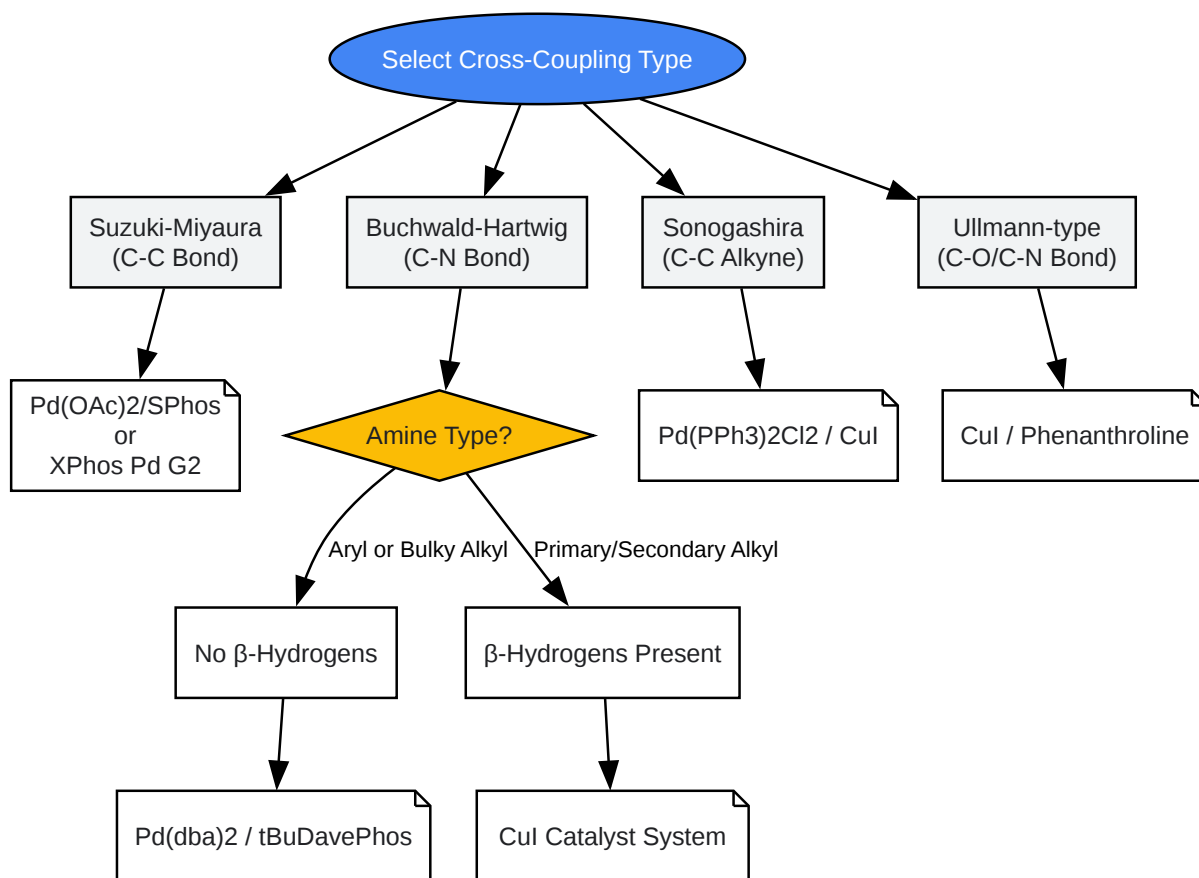 Select Cross-Coupling Type
Suzuki-Miyaura
(C-C Bond)
Buchwald-Hartwig
(C-N Bond)
Sonogashira
(C-C Alkyne)
Ullmann-type
(C-O/C-N Bond)
Pd(OAc)2/SPhos
or
XPhos Pd G2
Amine Type?
Pd(PPh3)2Cl2 / CuI
CuI / Phenanthroline
Aryl or Bulky Alkyl
Primary/Secondary Alkyl
No β-Hydrogens
β-Hydrogens Present
Pd(dba)2 / tBuDavePhos
CuI Catalyst System